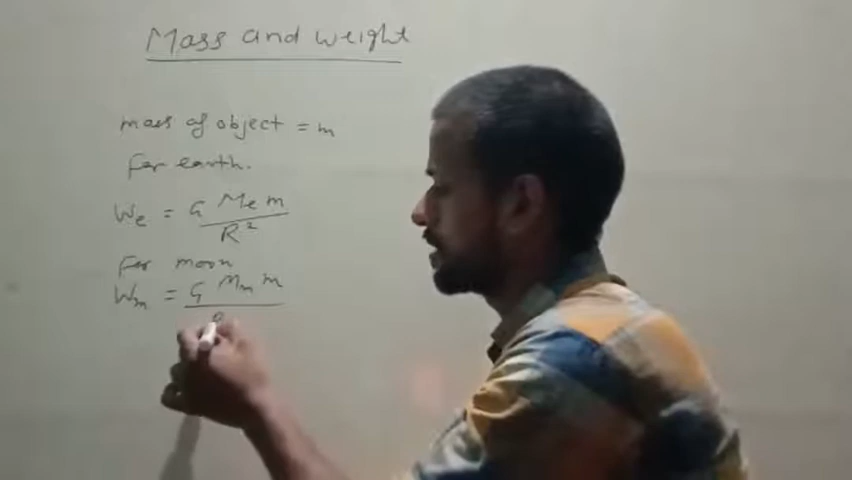 Mass and weight
mass of object = m
For earth.
We = G Me m
R²
For moon
Wm = G Mm m